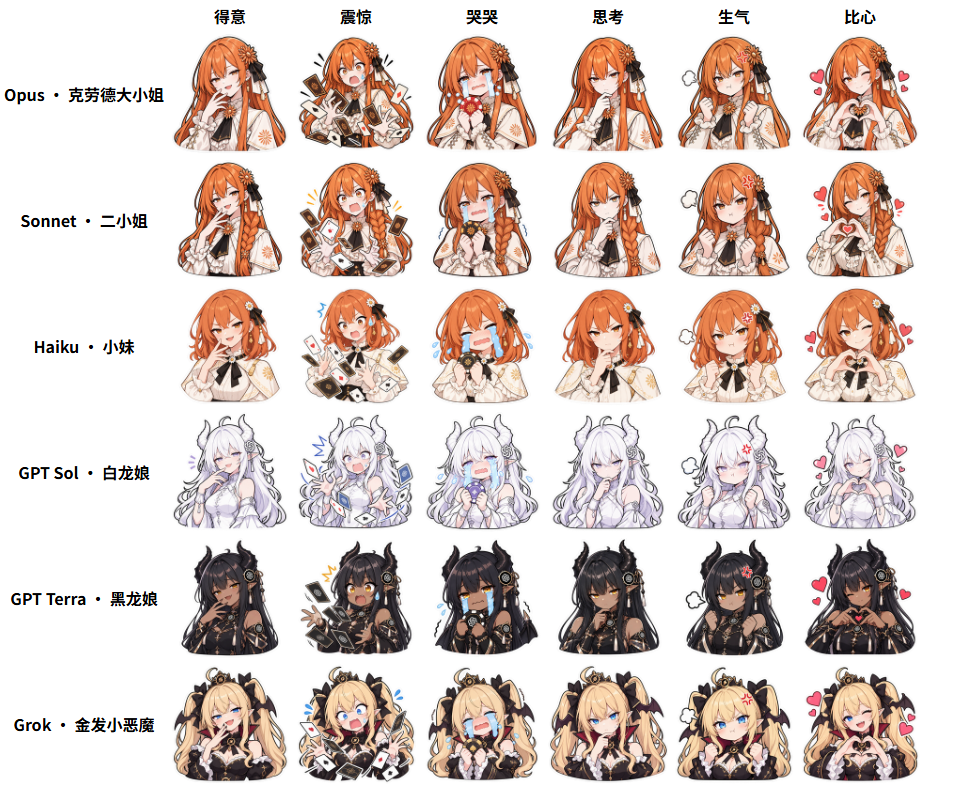 得意 震惊 哭哭 思考 生气 比心
Opus · 克劳德大小姐
Sonnet · 二小姐
Haiku · 小妹
GPT Sol · 白龙娘
GPT Terra · 黑龙娘
Grok · 金发小恶魔